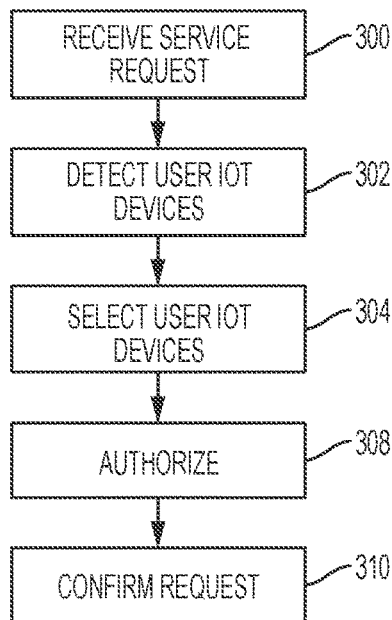 RECEIVE SERVICE
REQUEST
300
DETECT USER IOT
DEVICES
302
SELECT USER IOT
DEVICES
304
AUTHORIZE
308
CONFIRM REQUEST
310